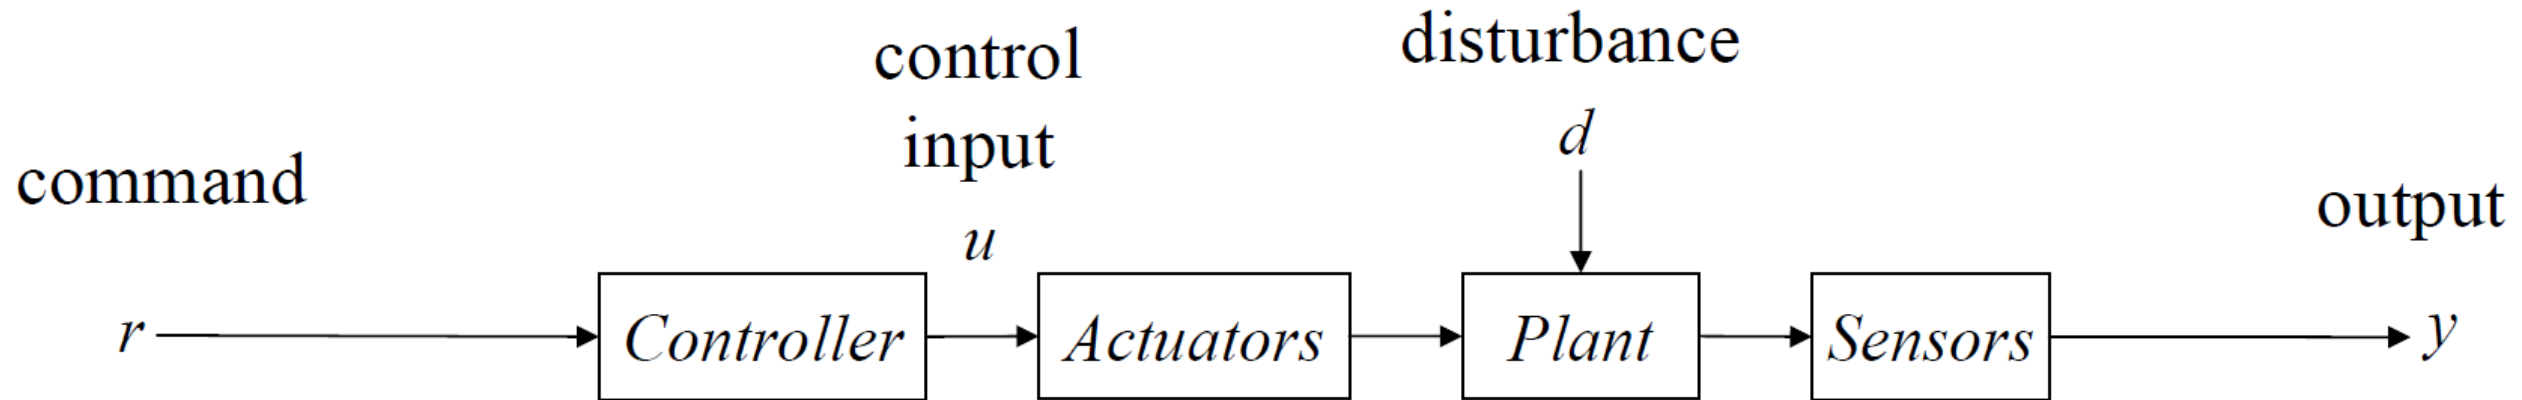 command
r
control
input
u
disturbance
d
output
y
Controller
Actuators
Plant
Sensors